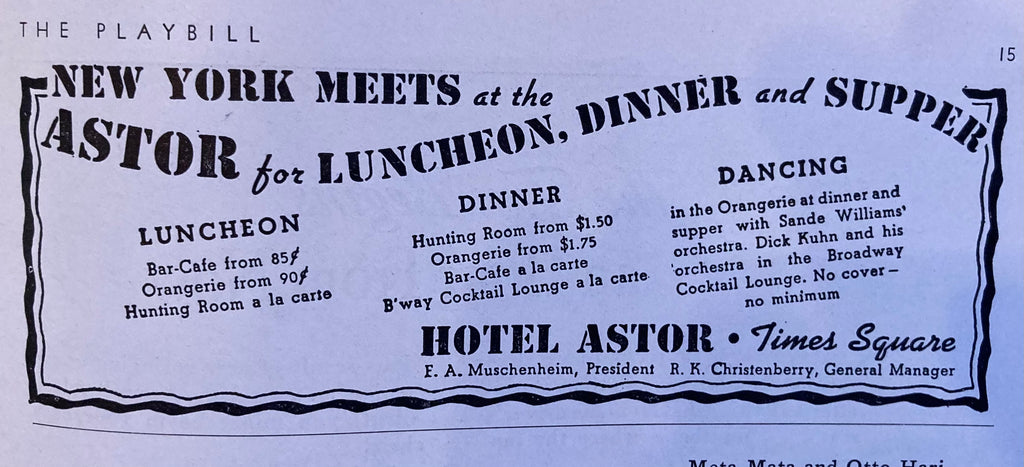 THE PLAYBILL
15
NEW YORK MEETS at the
ASTOR for LUNCHEON, DINNER and SUPPER
LUNCHEON
Bar-Cafe from 85¢
Orangerie from 90¢
Hunting Room a la carte
DINNER
Hunting Room from $1.50
Orangerie from $1.75
Bar-Cafe a la carte
B'way Cocktail Lounge a la carte
DANCING
in the Orangerie at dinner and
supper with Sande Williams'
orchestra. Dick Kuhn and his
orchestra in the Broadway
Cocktail Lounge. No cover–
no minimum
HOTEL ASTOR • Times Square
F. A. Muschenheim, President R. K. Christenberry, General Manager
and Otto